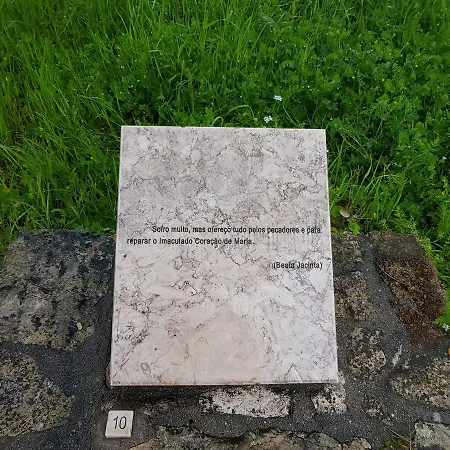 Sofro muito, mas ofereço tudo pelos pecadores e para
reparar o Imaculado Coração de Maria.
(Beata Jacinta)
10